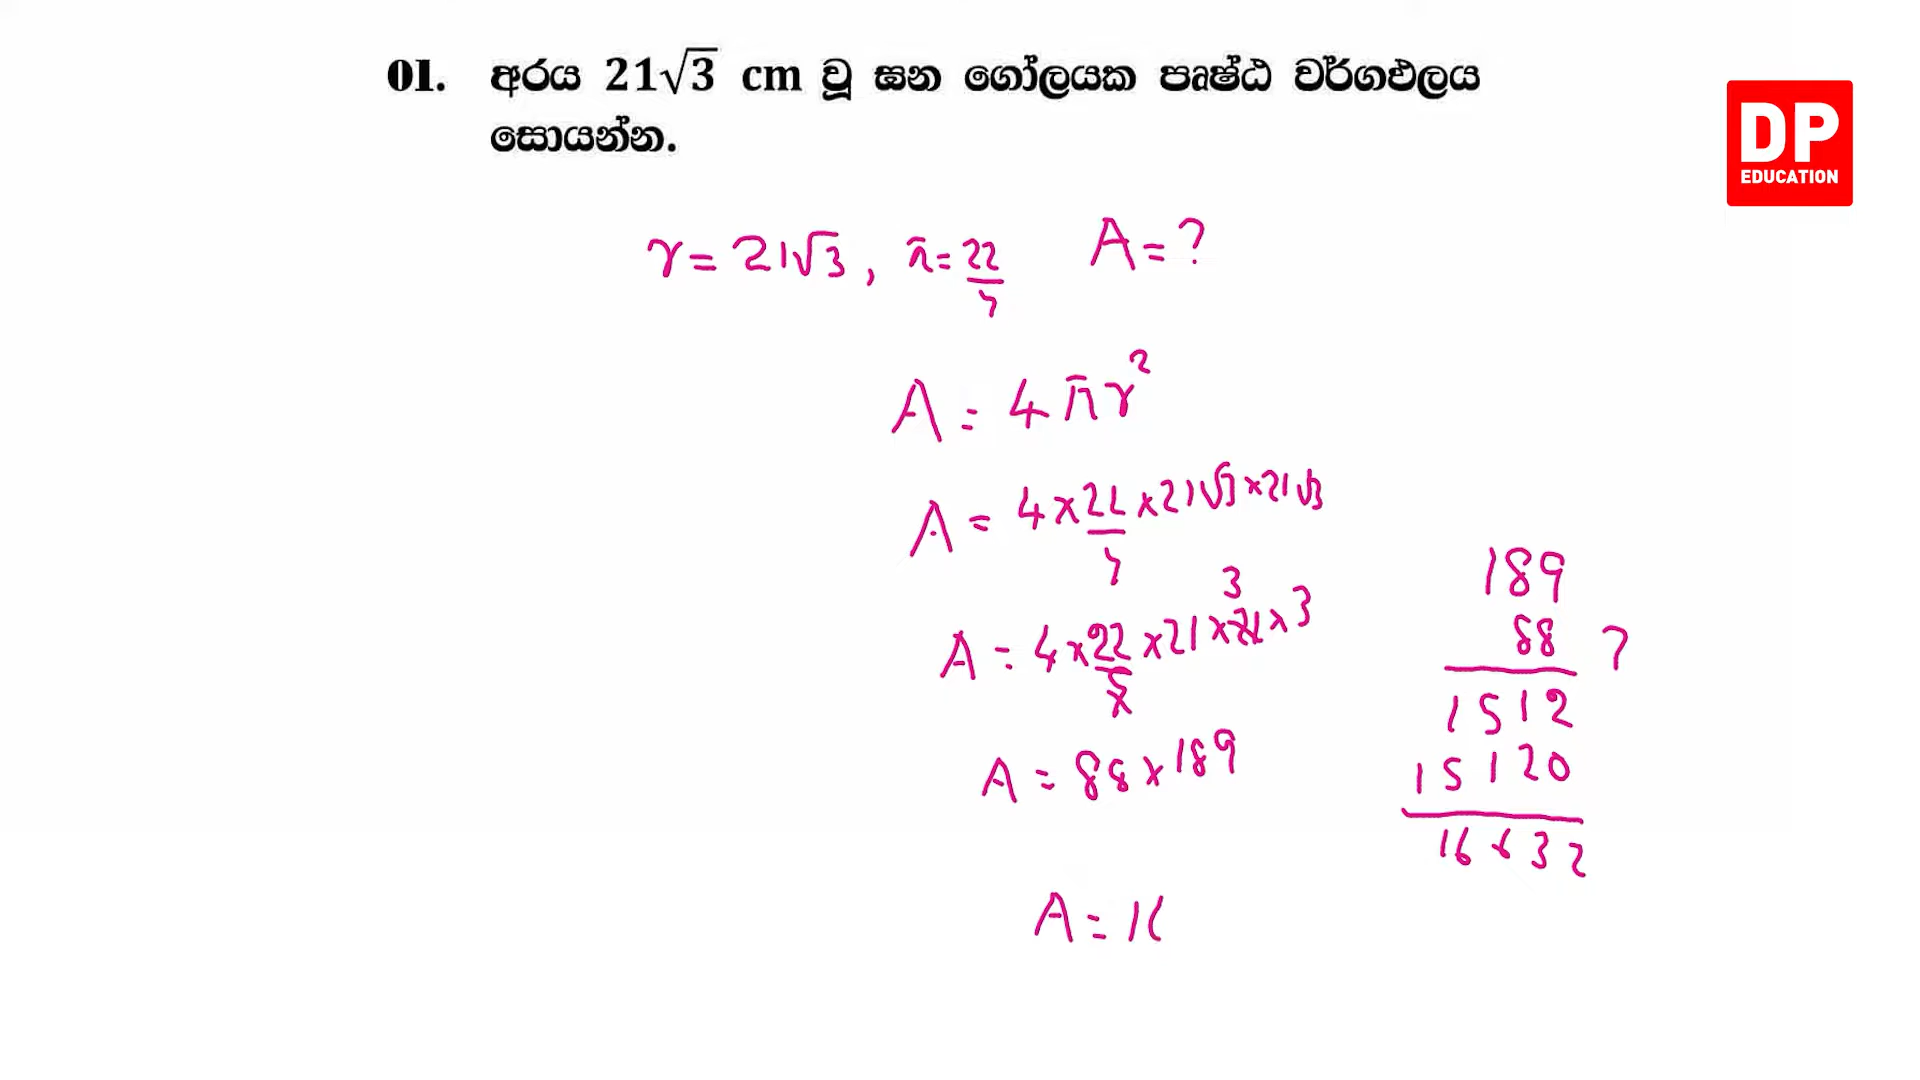 01. අරය 21√3 cm වූ ඝන ගෝලයක පෘෂ්ඨ වර්ගඵලය
සොයන්න.
DP
EDUCATION
r = 21√3 , π = 22/7 A = ?
A = 4πr²
A = 4 × 22/7 × 21√3 × 21√3
3
A = 4 × 22/7 × 21 × 21 × 3
A = 88 × 189
189
88 7
1512
15120
16632
A = 16